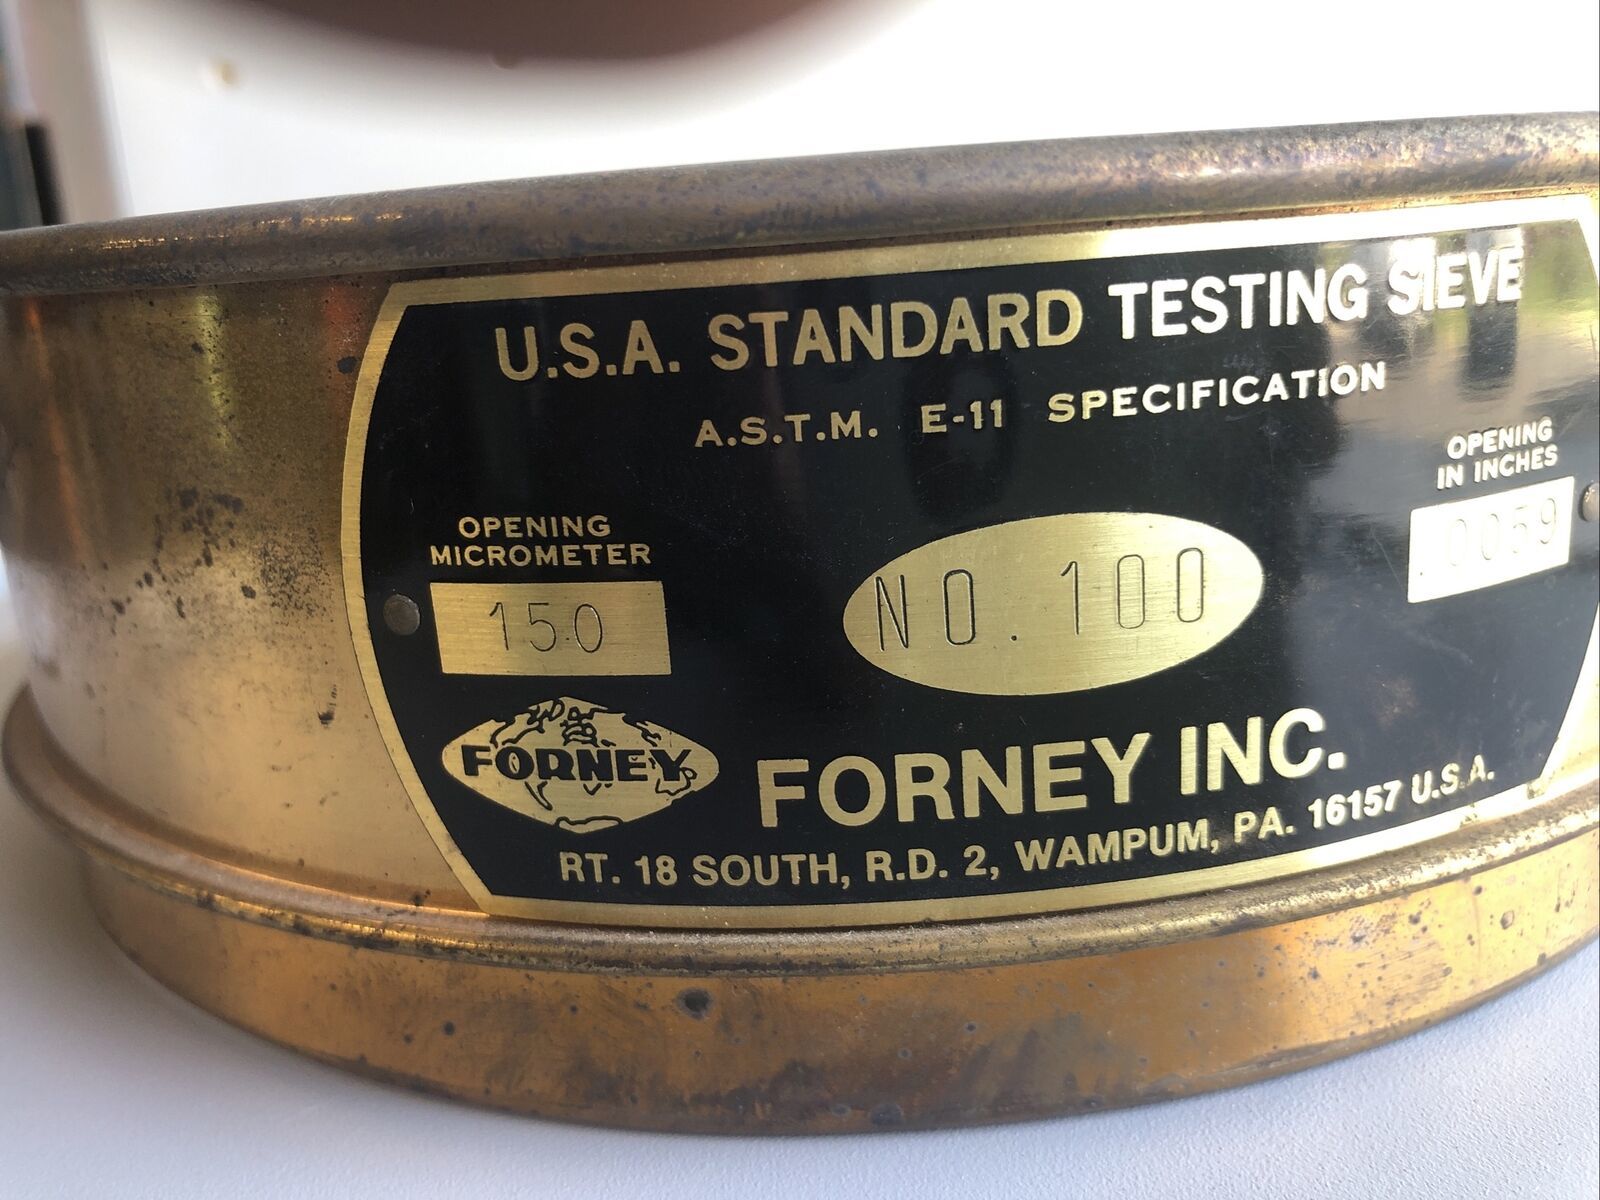 U.S.A. STANDARD TESTING SIEVE
A.S.T.M. E-11 SPECIFICATION
OPENING
MICROMETER
150
NO. 100
OPENING
IN INCHES
.0059
FORNEY
FORNEY INC.
RT. 18 SOUTH, R.D. 2, WAMPUM, PA. 16157 U.S.A.